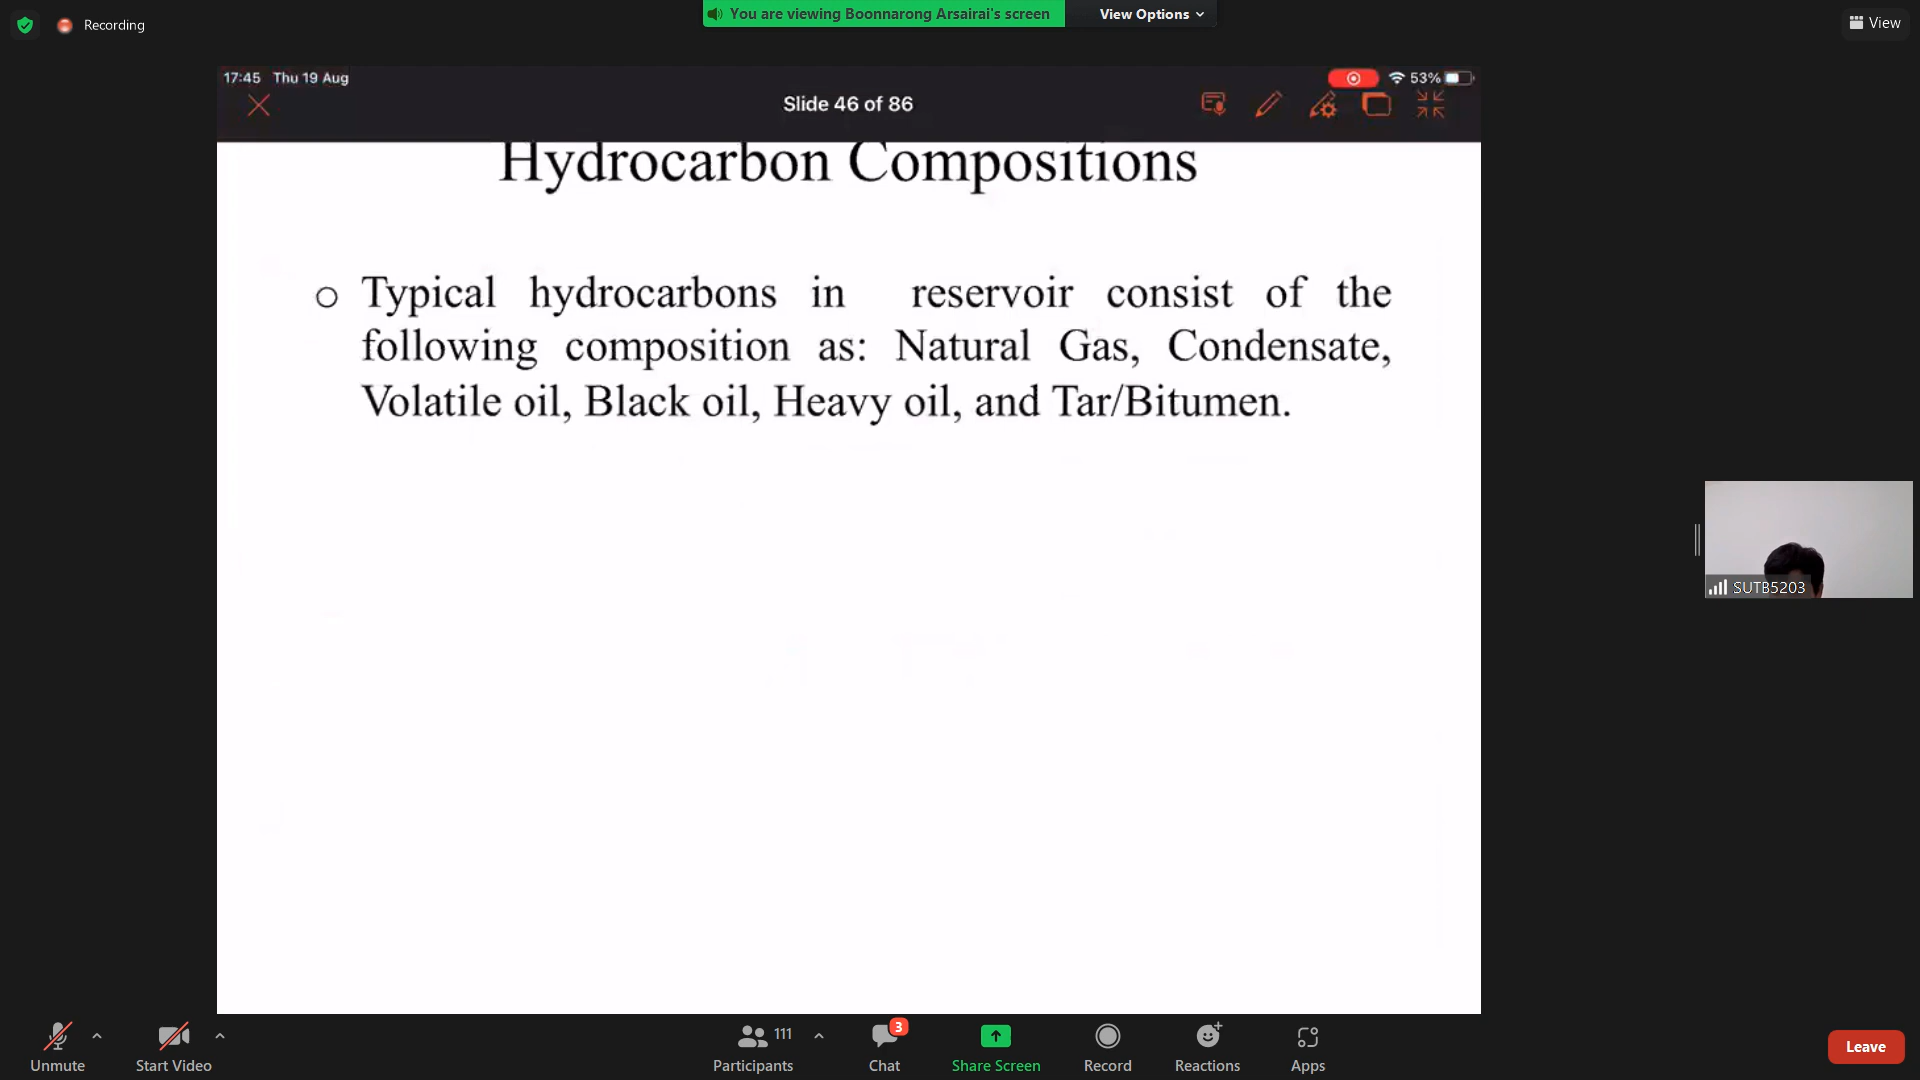 Recording
You are viewing Boonnarong Arsairai's screen
View Options
View
17:45 Thu 19 Aug
53%
Slide 46 of 86
Hydrocarbon Compositions
Typical hydrocarbons in reservoir consist of the
following composition as: Natural Gas, Condensate,
Volatile oil, Black oil, Heavy oil, and Tar/Bitumen.
SUTB5203
Unmute
Start Video
111
Participants
3
Chat
Share Screen
Record
Reactions
Apps
Leave